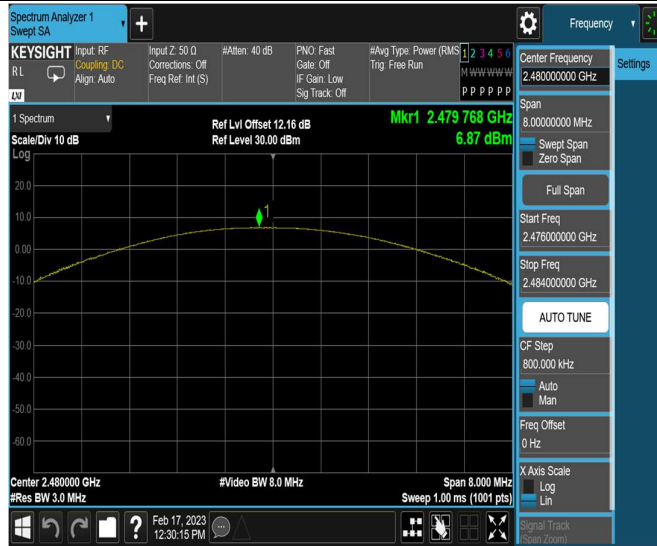 Spectrum Analyzer 1
Swept SA
Frequency
KEYSIGHT
RL
LXI
Input: RF
Coupling: DC
Align: Auto
Input Z: 50 Ω
Corrections: Off
Freq Ref: Int (S)
#Atten: 40 dB
PNO: Fast
Gate: Off
IF Gain: Low
Sig Track: Off
#Avg Type: Power (RMS
Trig: Free Run
1 2 3 4 5 6
M W W W W W
P P P P P P
1 Spectrum
Scale/Div 10 dB
Log
Ref Lvl Offset 12.16 dB
Ref Level 30.00 dBm
Mkr1 2.479 768 GHz
6.87 dBm
1
20.0
10.0
0.00
-10.0
-20.0
-30.0
-40.0
-50.0
-60.0
Center 2.480000 GHz
#Res BW 3.0 MHz
#Video BW 8.0 MHz
Span 8.000 MHz
Sweep 1.00 ms (1001 pts)
Feb 17, 2023
12:30:15 PM
Center Frequency
2.480000000 GHz
Span
8.00000000 MHz
Swept Span
Zero Span
Full Span
Start Freq
2.476000000 GHz
Stop Freq
2.484000000 GHz
AUTO TUNE
CF Step
800.000 kHz
Auto
Man
Freq Offset
0 Hz
X Axis Scale
Log
Lin
Signal Track
(Span Zoom)
Settings